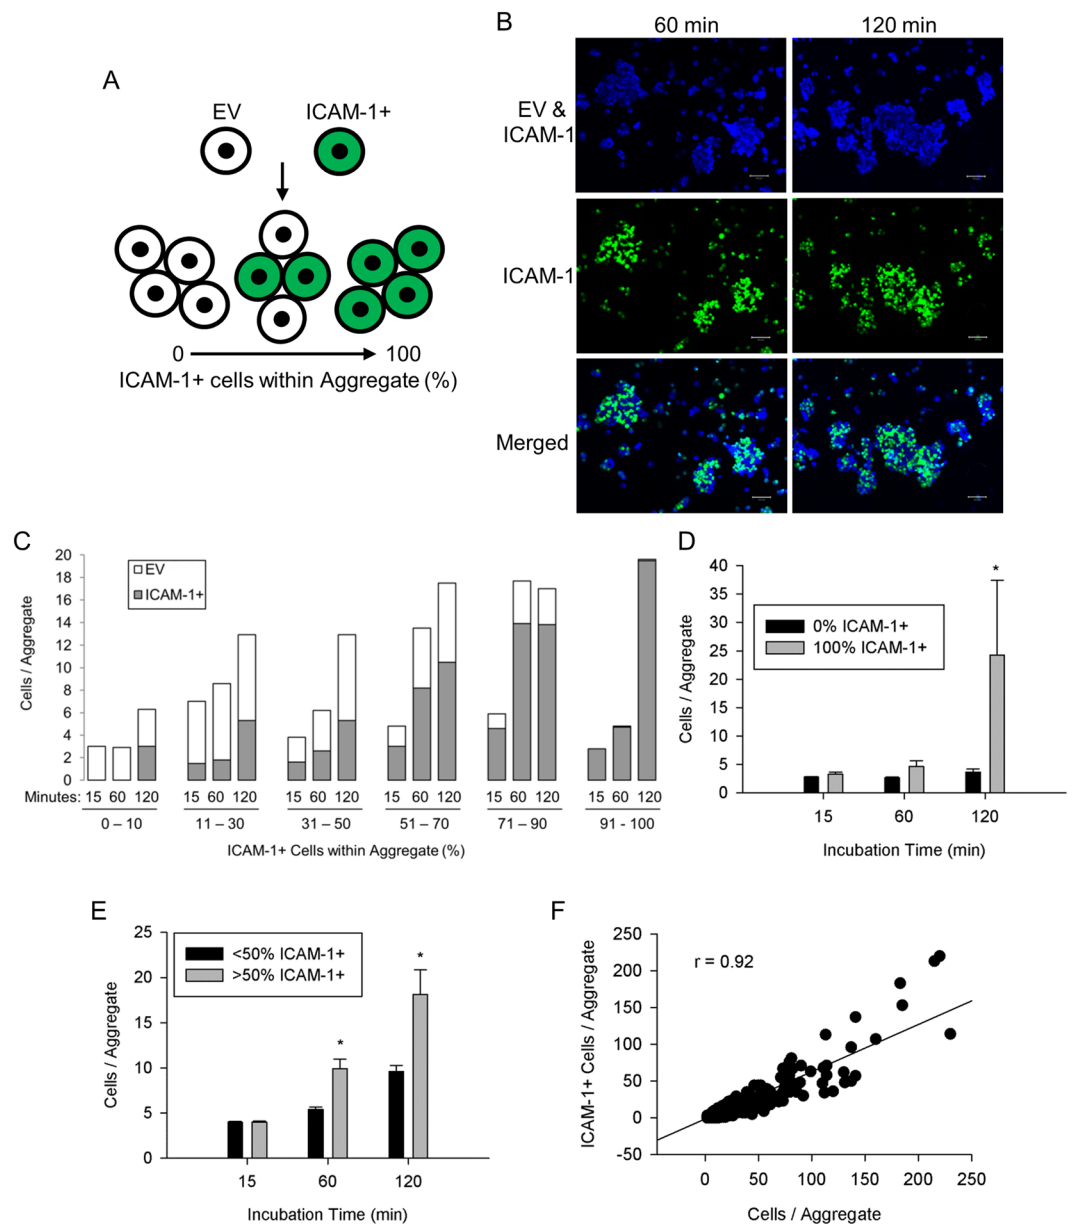 A
EV ICAM-1+
0 100
ICAM-1+ cells within Aggregate (%)
B
60 min 120 min
EV &
ICAM-1
ICAM-1
Merged
C
Cells / Aggregate
20
18
16
14
12
10
8
6
4
2
0
EV
ICAM-1+
Minutes: 15 60 120 15 60 120 15 60 120 15 60 120 15 60 120 15 60 120
0 – 10 11 – 30 31 – 50 51 – 70 71 – 90 91 - 100
ICAM-1+ Cells within Aggregate (%)
D
Cells / Aggregate
40
35
30
25
20
15
10
5
0
0% ICAM-1+
100% ICAM-1+
*
15 60 120
Incubation Time (min)
E
Cells / Aggregate
25
20
15
10
5
0
<50% ICAM-1+
>50% ICAM-1+
* *
15 60 120
Incubation Time (min)
F
ICAM-1+ Cells / Aggregate
250
200
150
100
50
0
-50
r = 0.92
0 50 100 150 200 250
Cells / Aggregate